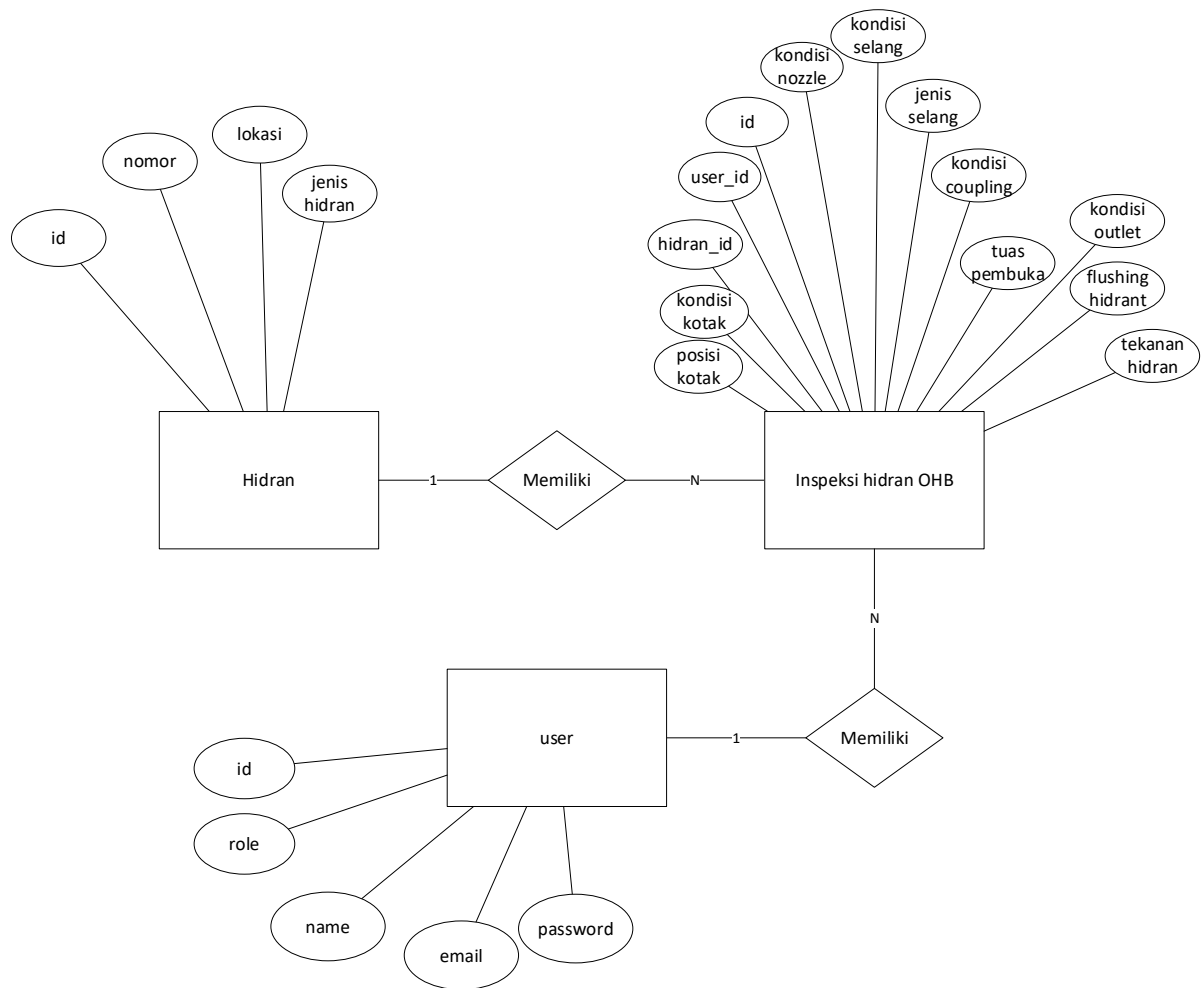 kondisi
selang
kondisi
nozzle
jenis
selang
id
lokasi
nomor
jenis
hidran
user_id
kondisi
coupling
id
hidran_id
kondisi
outlet
tuas
pembuka
flushing
hidrant
kondisi
kotak
posisi
kotak
tekanan
hidran
Hidran
1
Memiliki
N
Inspeksi hidran OHB
N
user
1
Memiliki
id
role
name
email
password